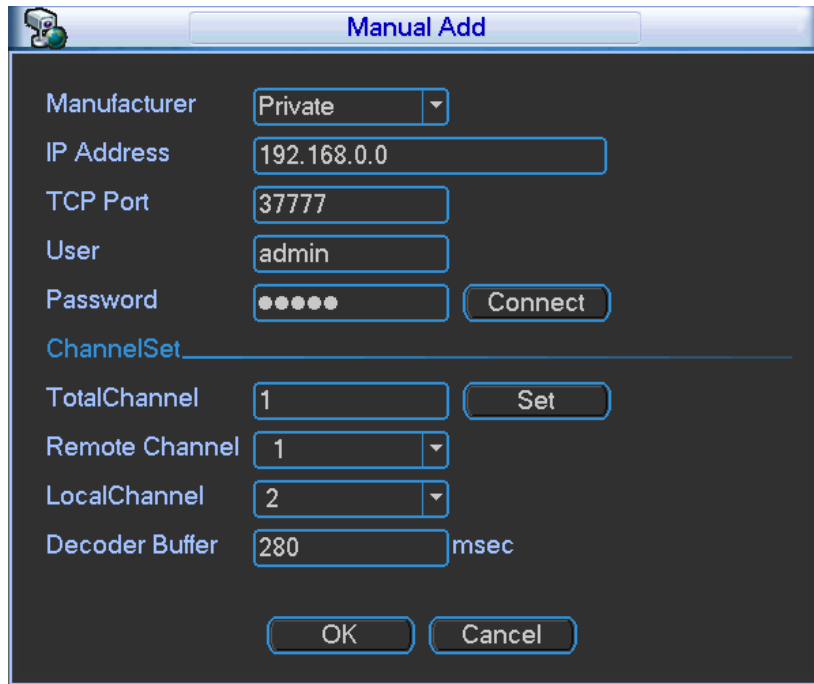 Manual Add
Manufacturer Private
IP Address 192.168.0.0
TCP Port 37777
User admin
Password ●●●●● Connect
ChannelSet
TotalChannel 1 Set
Remote Channel 1
LocalChannel 2
Decoder Buffer 280 msec
OK Cancel